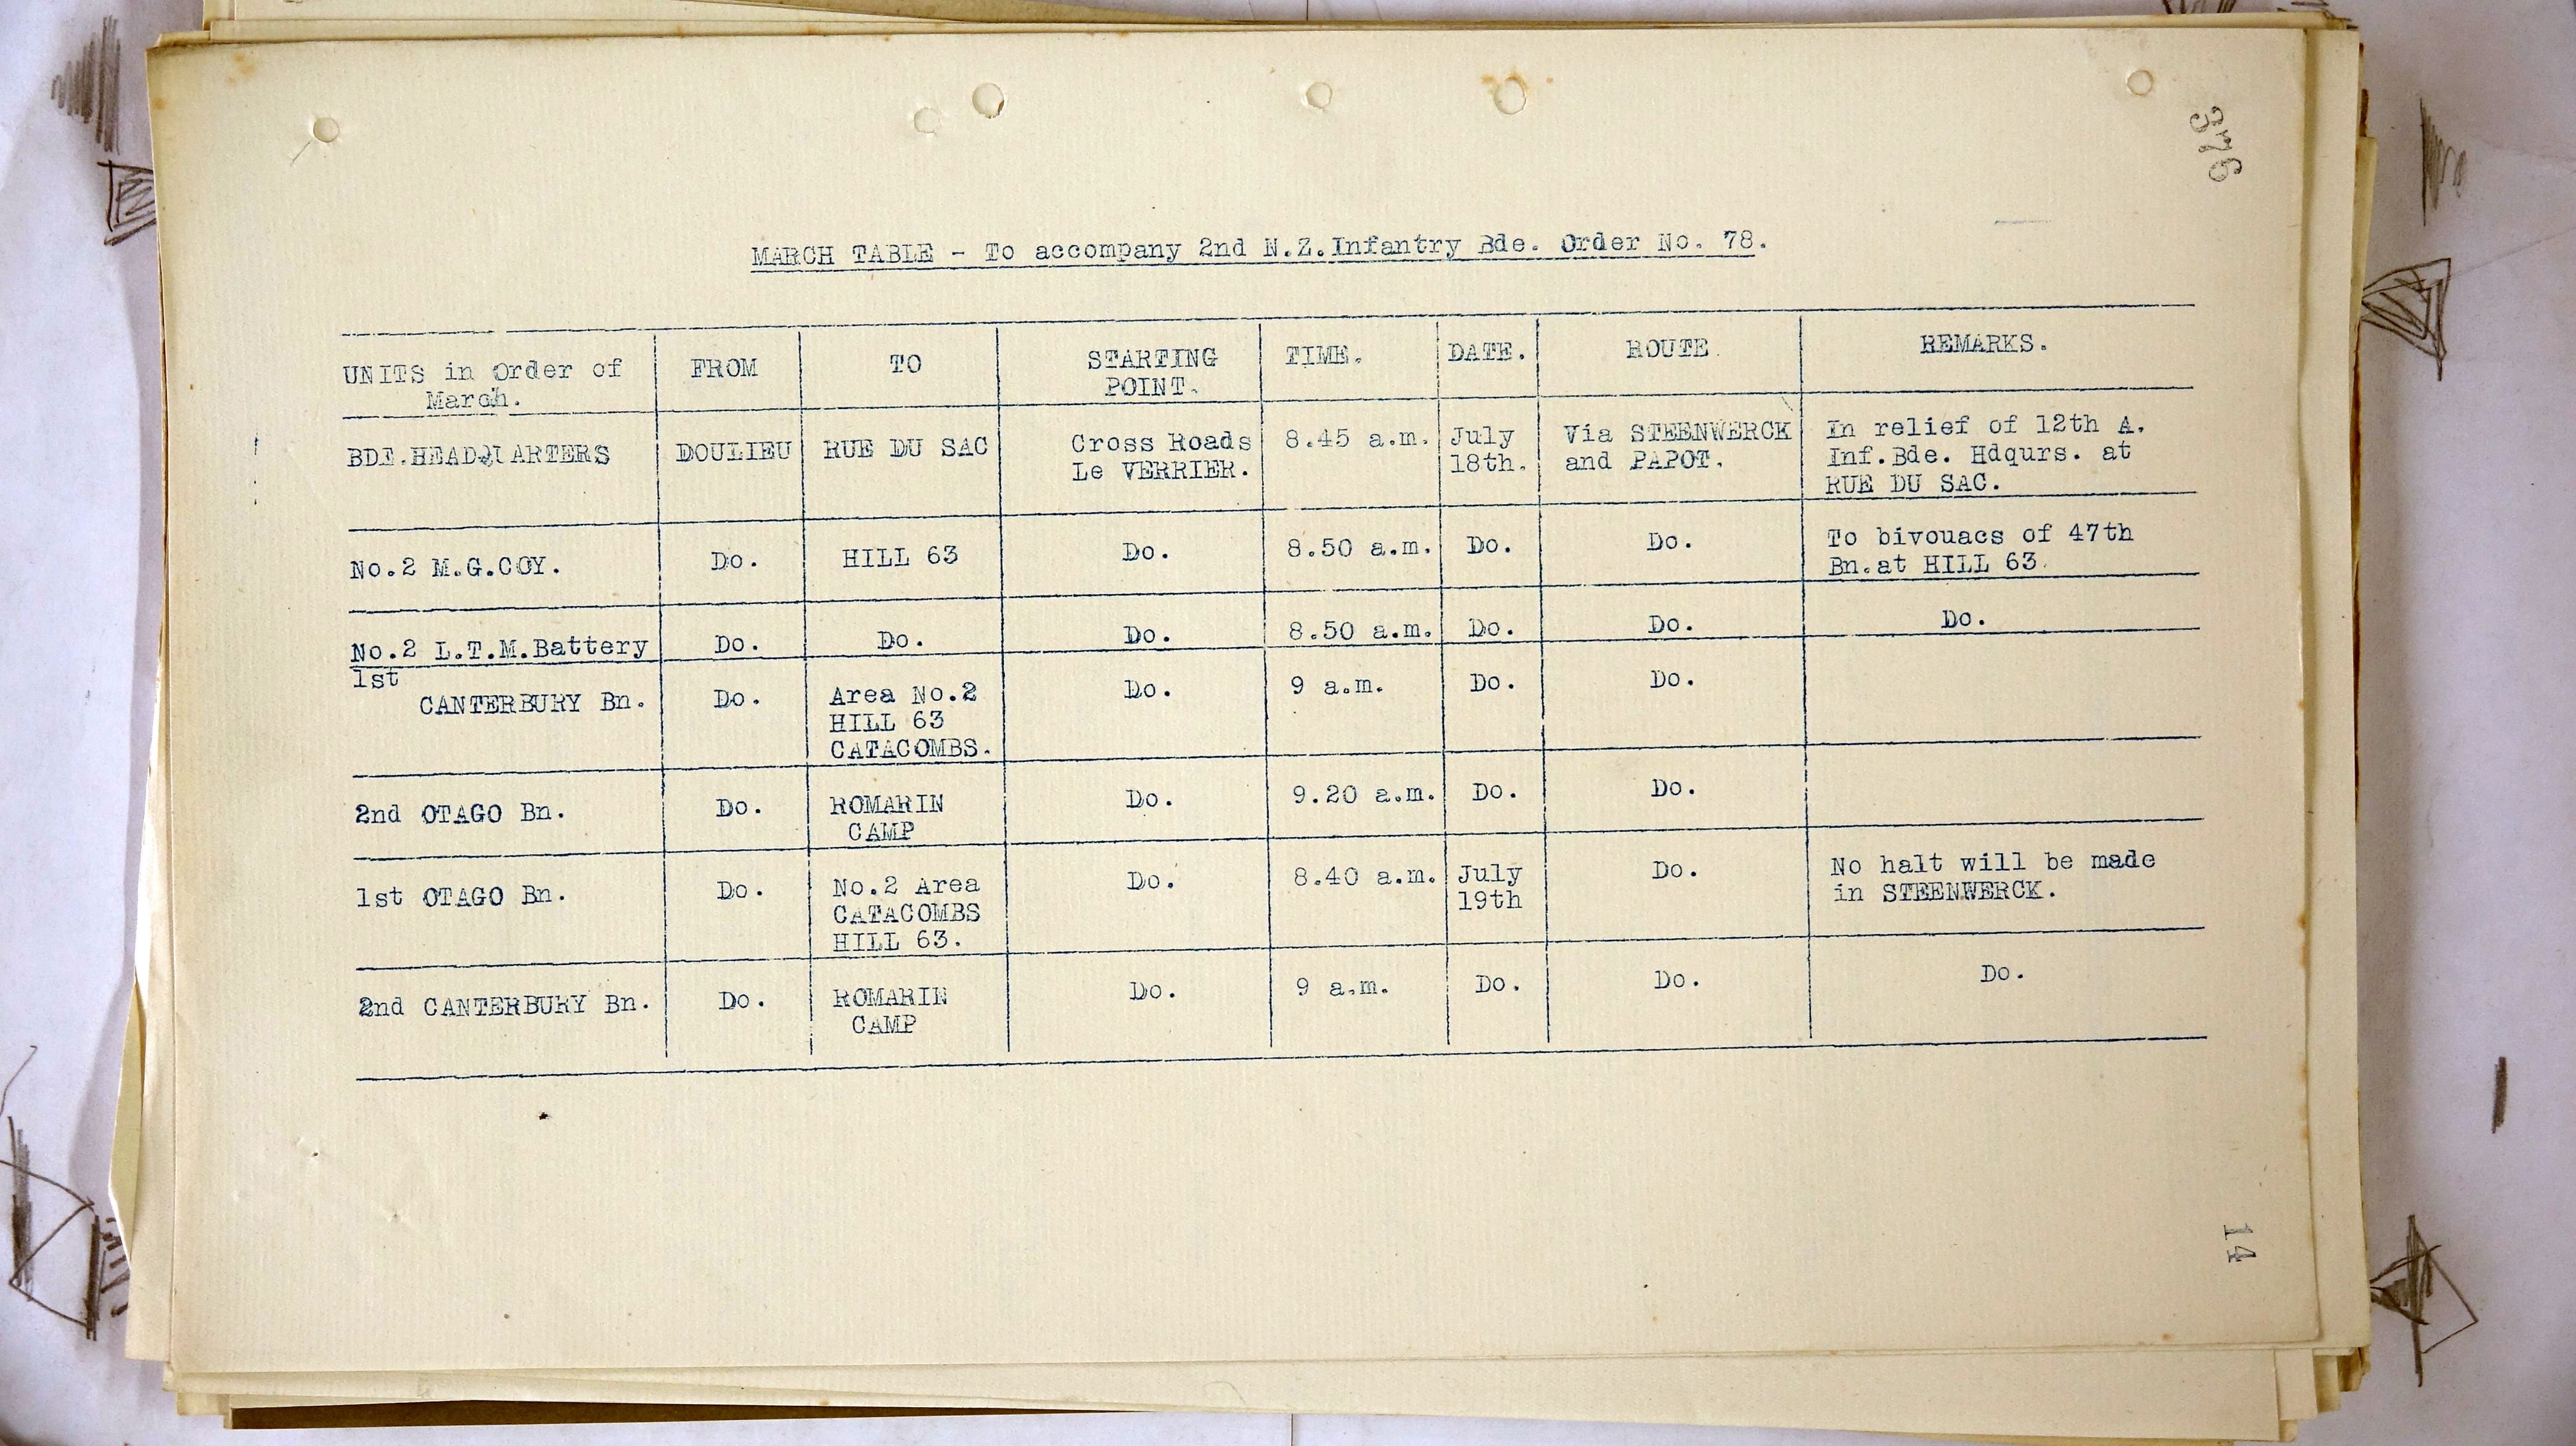 376
MARCH TABLE - To accompany 2nd N.Z.Infantry Bde. Order No. 78.
UNITS in Order of March. | FROM | TO | STARTING POINT. | TIME. | DATE. | ROUTE. | REMARKS.
BDE.HEADQUARTERS | DOULIEU | RUE DU SAC | Cross Roads Le VERRIER. | 8.45 a.m. | July 18th. | Via STEENWERCK and PAPOT. | In relief of 12th A. Inf.Bde. Hdqurs. at RUE DU SAC.
No.2 M.G.COY. | Do. | HILL 63 | Do. | 8.50 a.m. | Do. | Do. | To bivouacs of 47th Bn.at HILL 63.
No.2 L.T.M.Battery | Do. | Do. | Do. | 8.50 a.m. | Do. | Do. | Do.
1st CANTERBURY Bn. | Do. | Area No.2 HILL 63 CATACOMBS. | Do. | 9 a.m. | Do. | Do.
2nd OTAGO Bn. | Do. | ROMARIN CAMP | Do. | 9.20 a.m. | Do. | Do.
1st OTAGO Bn. | Do. | No.2 Area CATACOMBS HILL 63. | Do. | 8.40 a.m. | July 19th | Do. | No halt will be made in STEENWERCK.
2nd CANTERBURY Bn. | Do. | ROMARIN CAMP | Do. | 9 a.m. | Do. | Do. | Do.
14